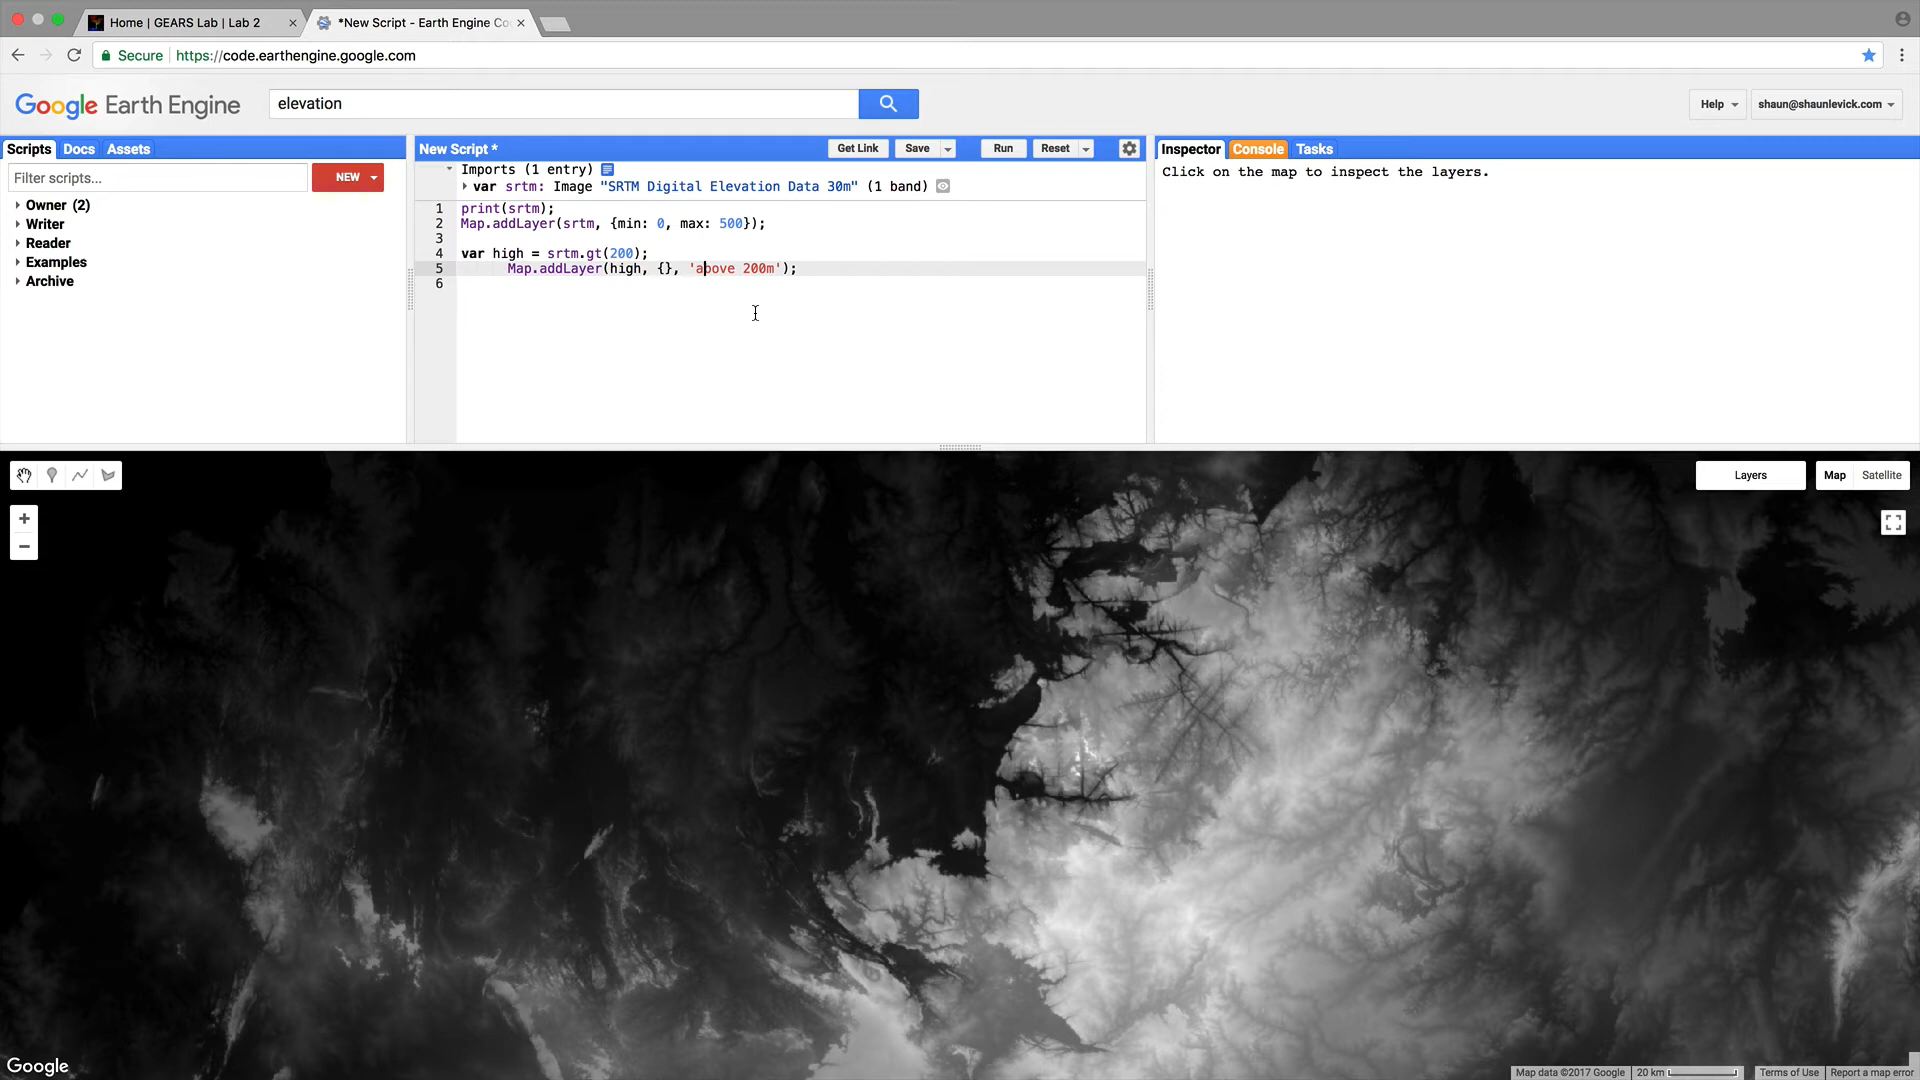 Home | GEARS Lab | Lab 2
*New Script - Earth Engine Co
Secure https://code.earthengine.google.com
Google Earth Engine
elevation
Help
shaun@shaunlevick.com
Scripts Docs Assets
New Script *
Get Link Save Run Reset
Inspector Console Tasks
Filter scripts...
NEW
Owner (2)
Writer
Reader
Examples
Archive
Imports (1 entry)
var srtm: Image "SRTM Digital Elevation Data 30m" (1 band)
1 print(srtm);
2 Map.addLayer(srtm, {min: 0, max: 500});
3
4 var high = srtm.gt(200);
5 Map.addLayer(high, {}, 'above 200m');
6
Click on the map to inspect the layers.
Layers
Map Satellite
Google
Map data ©2017 Google 20 km Terms of Use Report a map error